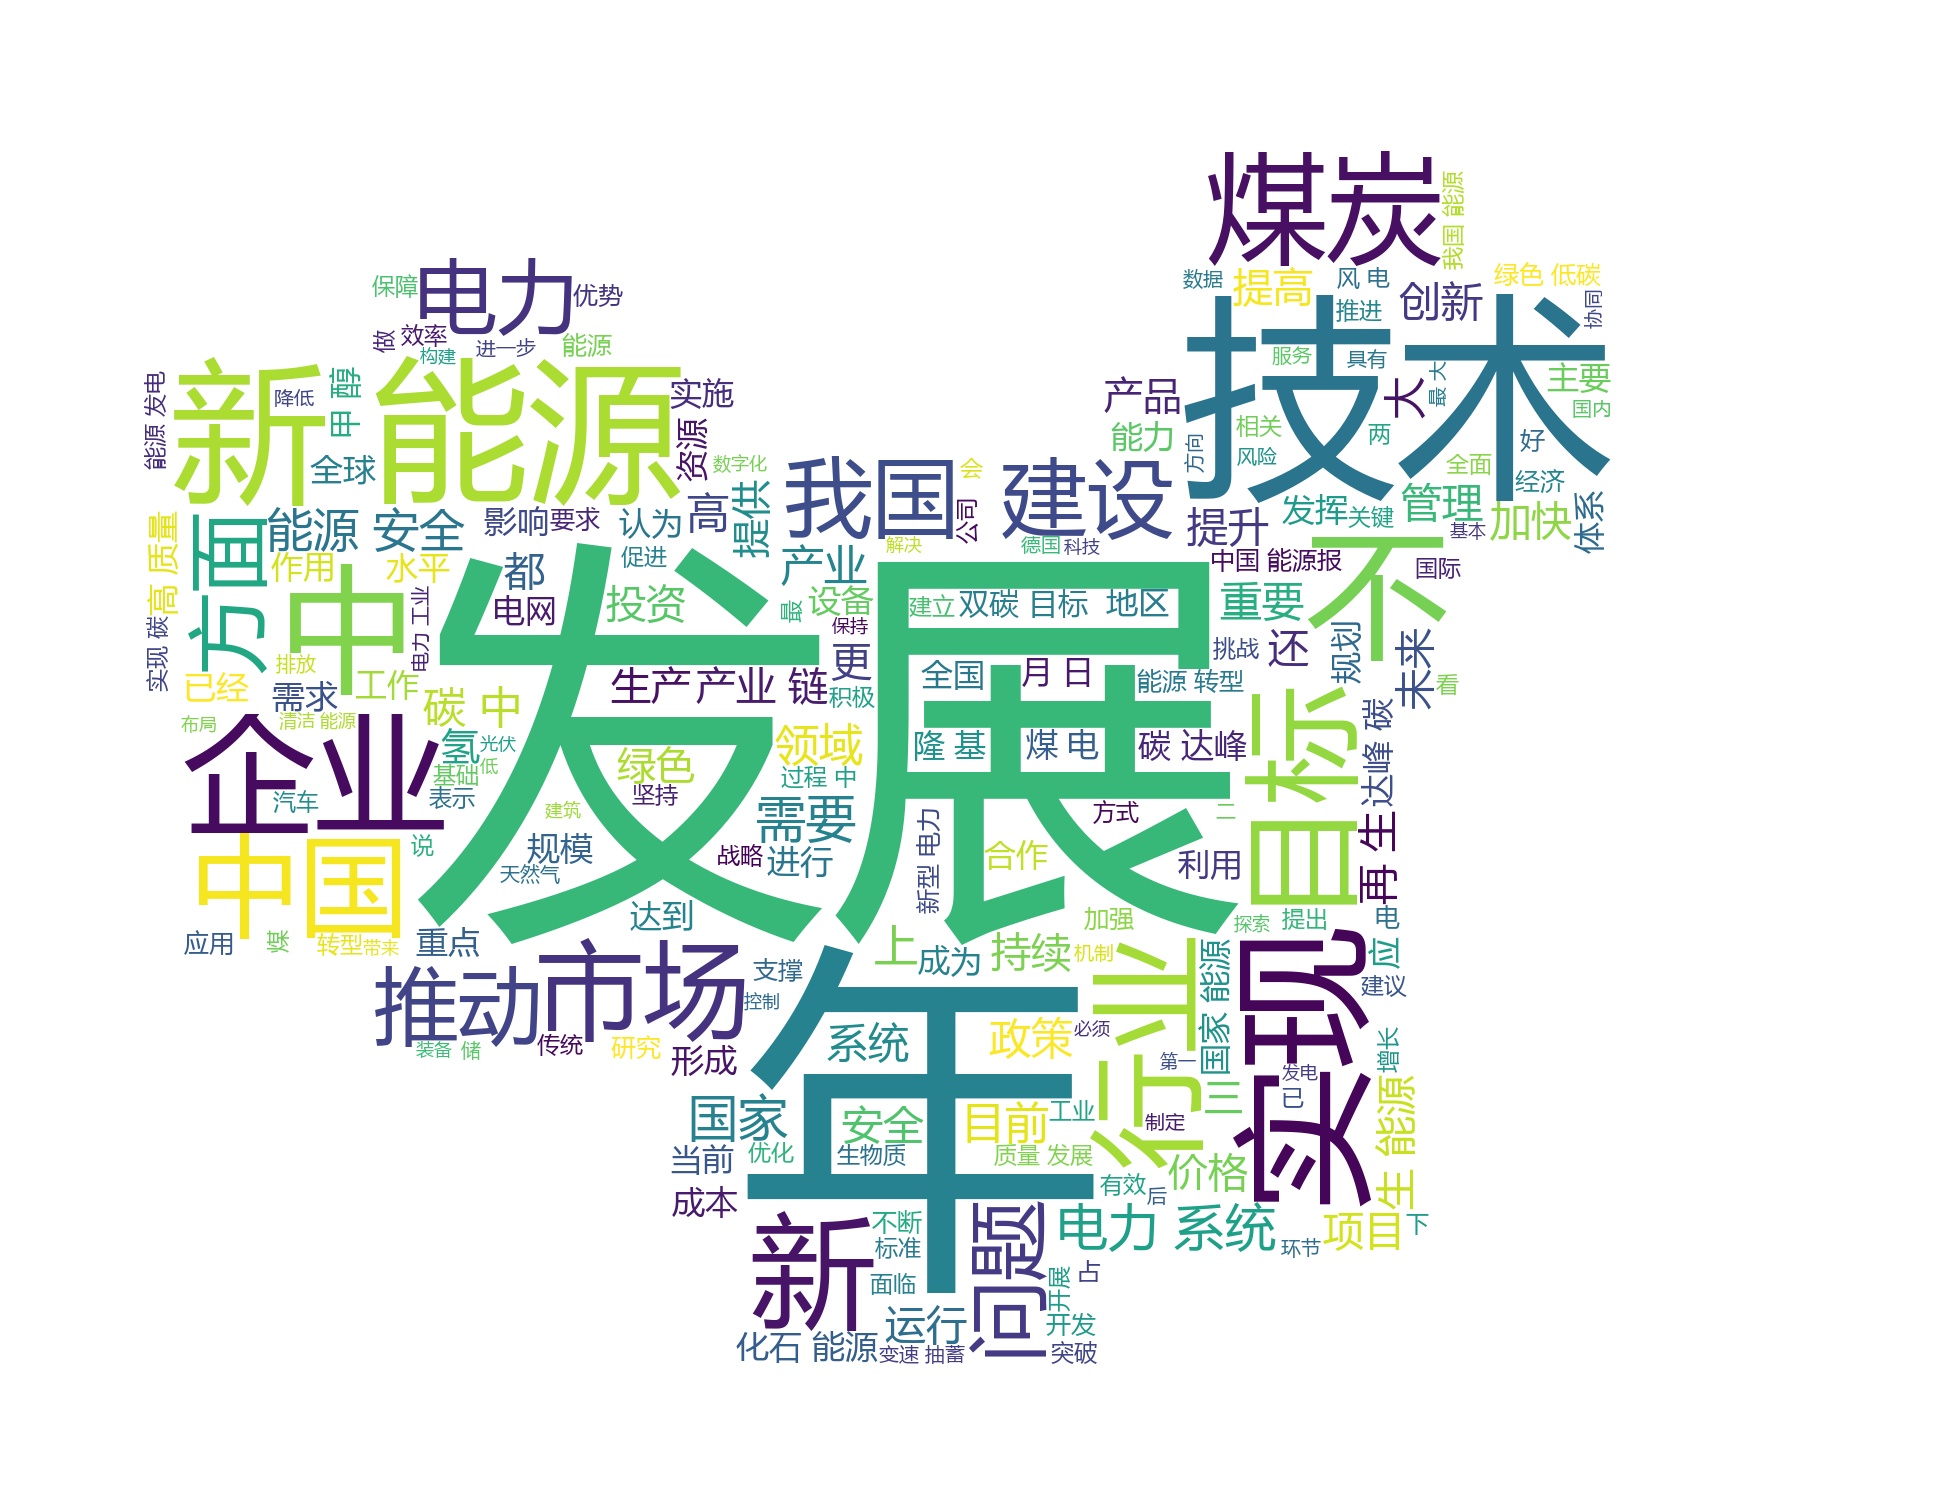 煤炭
我国 能源
电力
保障
优势
效率
做
构建
进一步
能源
数据
提高
风 电
推进
创新
绿色 低碳
协同
技术
服务
具有
大
最 大
主要
国内
相关
两
好
方向
风险
全面
经济
新能源
能源 发电
降低
甲 醇
全球
实施
资源
数字化
产品
能力
我国
会
公司
建设
提升
发挥
关键
管理
基本
加快
体系
高 质量
方面
能源 安全
影响
要求
认为
高
提供
解决
德国
科技
中国 能源报
不
国际
作用
水平
都
促进
产业
中
电网
投资
最
设备
建立
双碳 目标
地区
重要
电力 工业
保持
实现 碳
排放
更
挑战
还
规划
未来
已经
需求
工作
生产
产业 链
积极
全国
月 日
能源 转型
看
发展
碳 中
布局
清洁 能源
氢
光伏
低
基础
领域
隆 基
煤 电
碳 达峰
目标
达峰 碳
企业
汽车
表示
绿色
坚持
过程 中
建筑
需要
方式
二
再 生
中国
说
规模
天然气
战略
进行
新型 电力
合作
利用
应用
煤
转型
带来
重点
达到
上
成为
持续
加强
机制
探索
提出
电
应
建议
推动
市场
支撑
控制
行业
国家 能源
实现
装备
储
传统
研究
形成
年
系统
政策
必须
第一
发电
已
增长
生 能源
国家
安全
目前
工业
三
制定
当前
优化
生物质
质量 发展
价格
有效
后
成本
新
不断
标准
面临
问题
电力 系统
环节
项目
下
占
开展
开发
突破
运行
化石 能源
变速 抽蓄